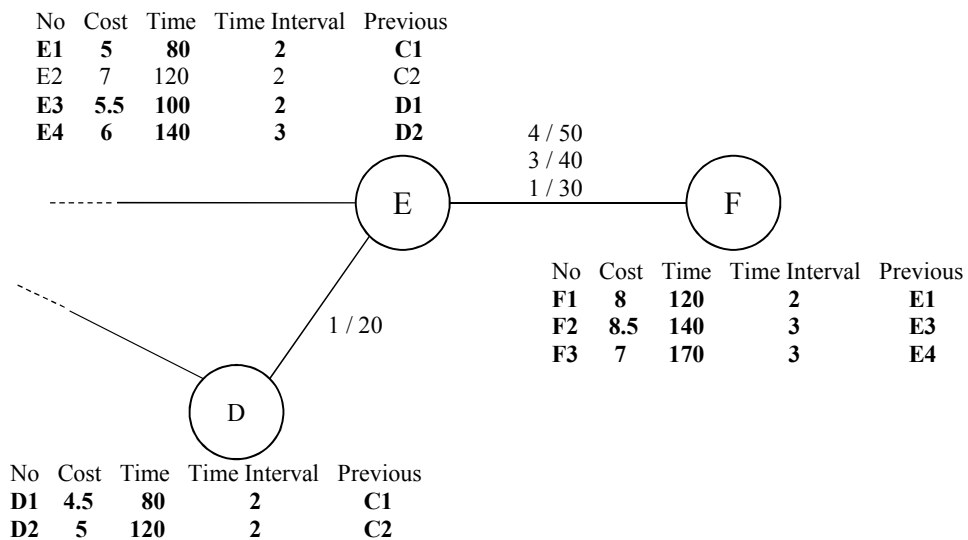 No Cost Time Time Interval Previous
E1 5 80 2 C1
E2 7 120 2 C2
E3 5.5 100 2 D1
E4 6 140 3 D2
4 / 50
3 / 40
1 / 30
E
F
No Cost Time Time Interval Previous
F1 8 120 2 E1
F2 8.5 140 3 E3
F3 7 170 3 E4
1 / 20
D
No Cost Time Time Interval Previous
D1 4.5 80 2 C1
D2 5 120 2 C2